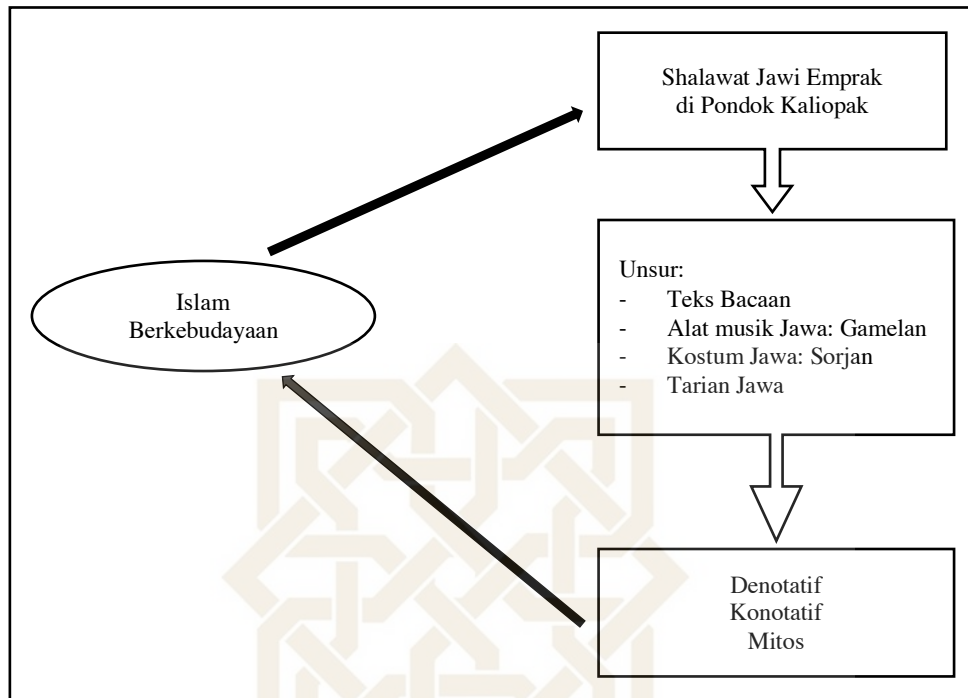 Shalawat Jawi Emprak
di Pondok Kaliopak
Islam
Berkebudayaan
Unsur:
- Teks Bacaan
- Alat musik Jawa: Gamelan
- Kostum Jawa: Sorjan
- Tarian Jawa
Denotatif
Konotatif
Mitos